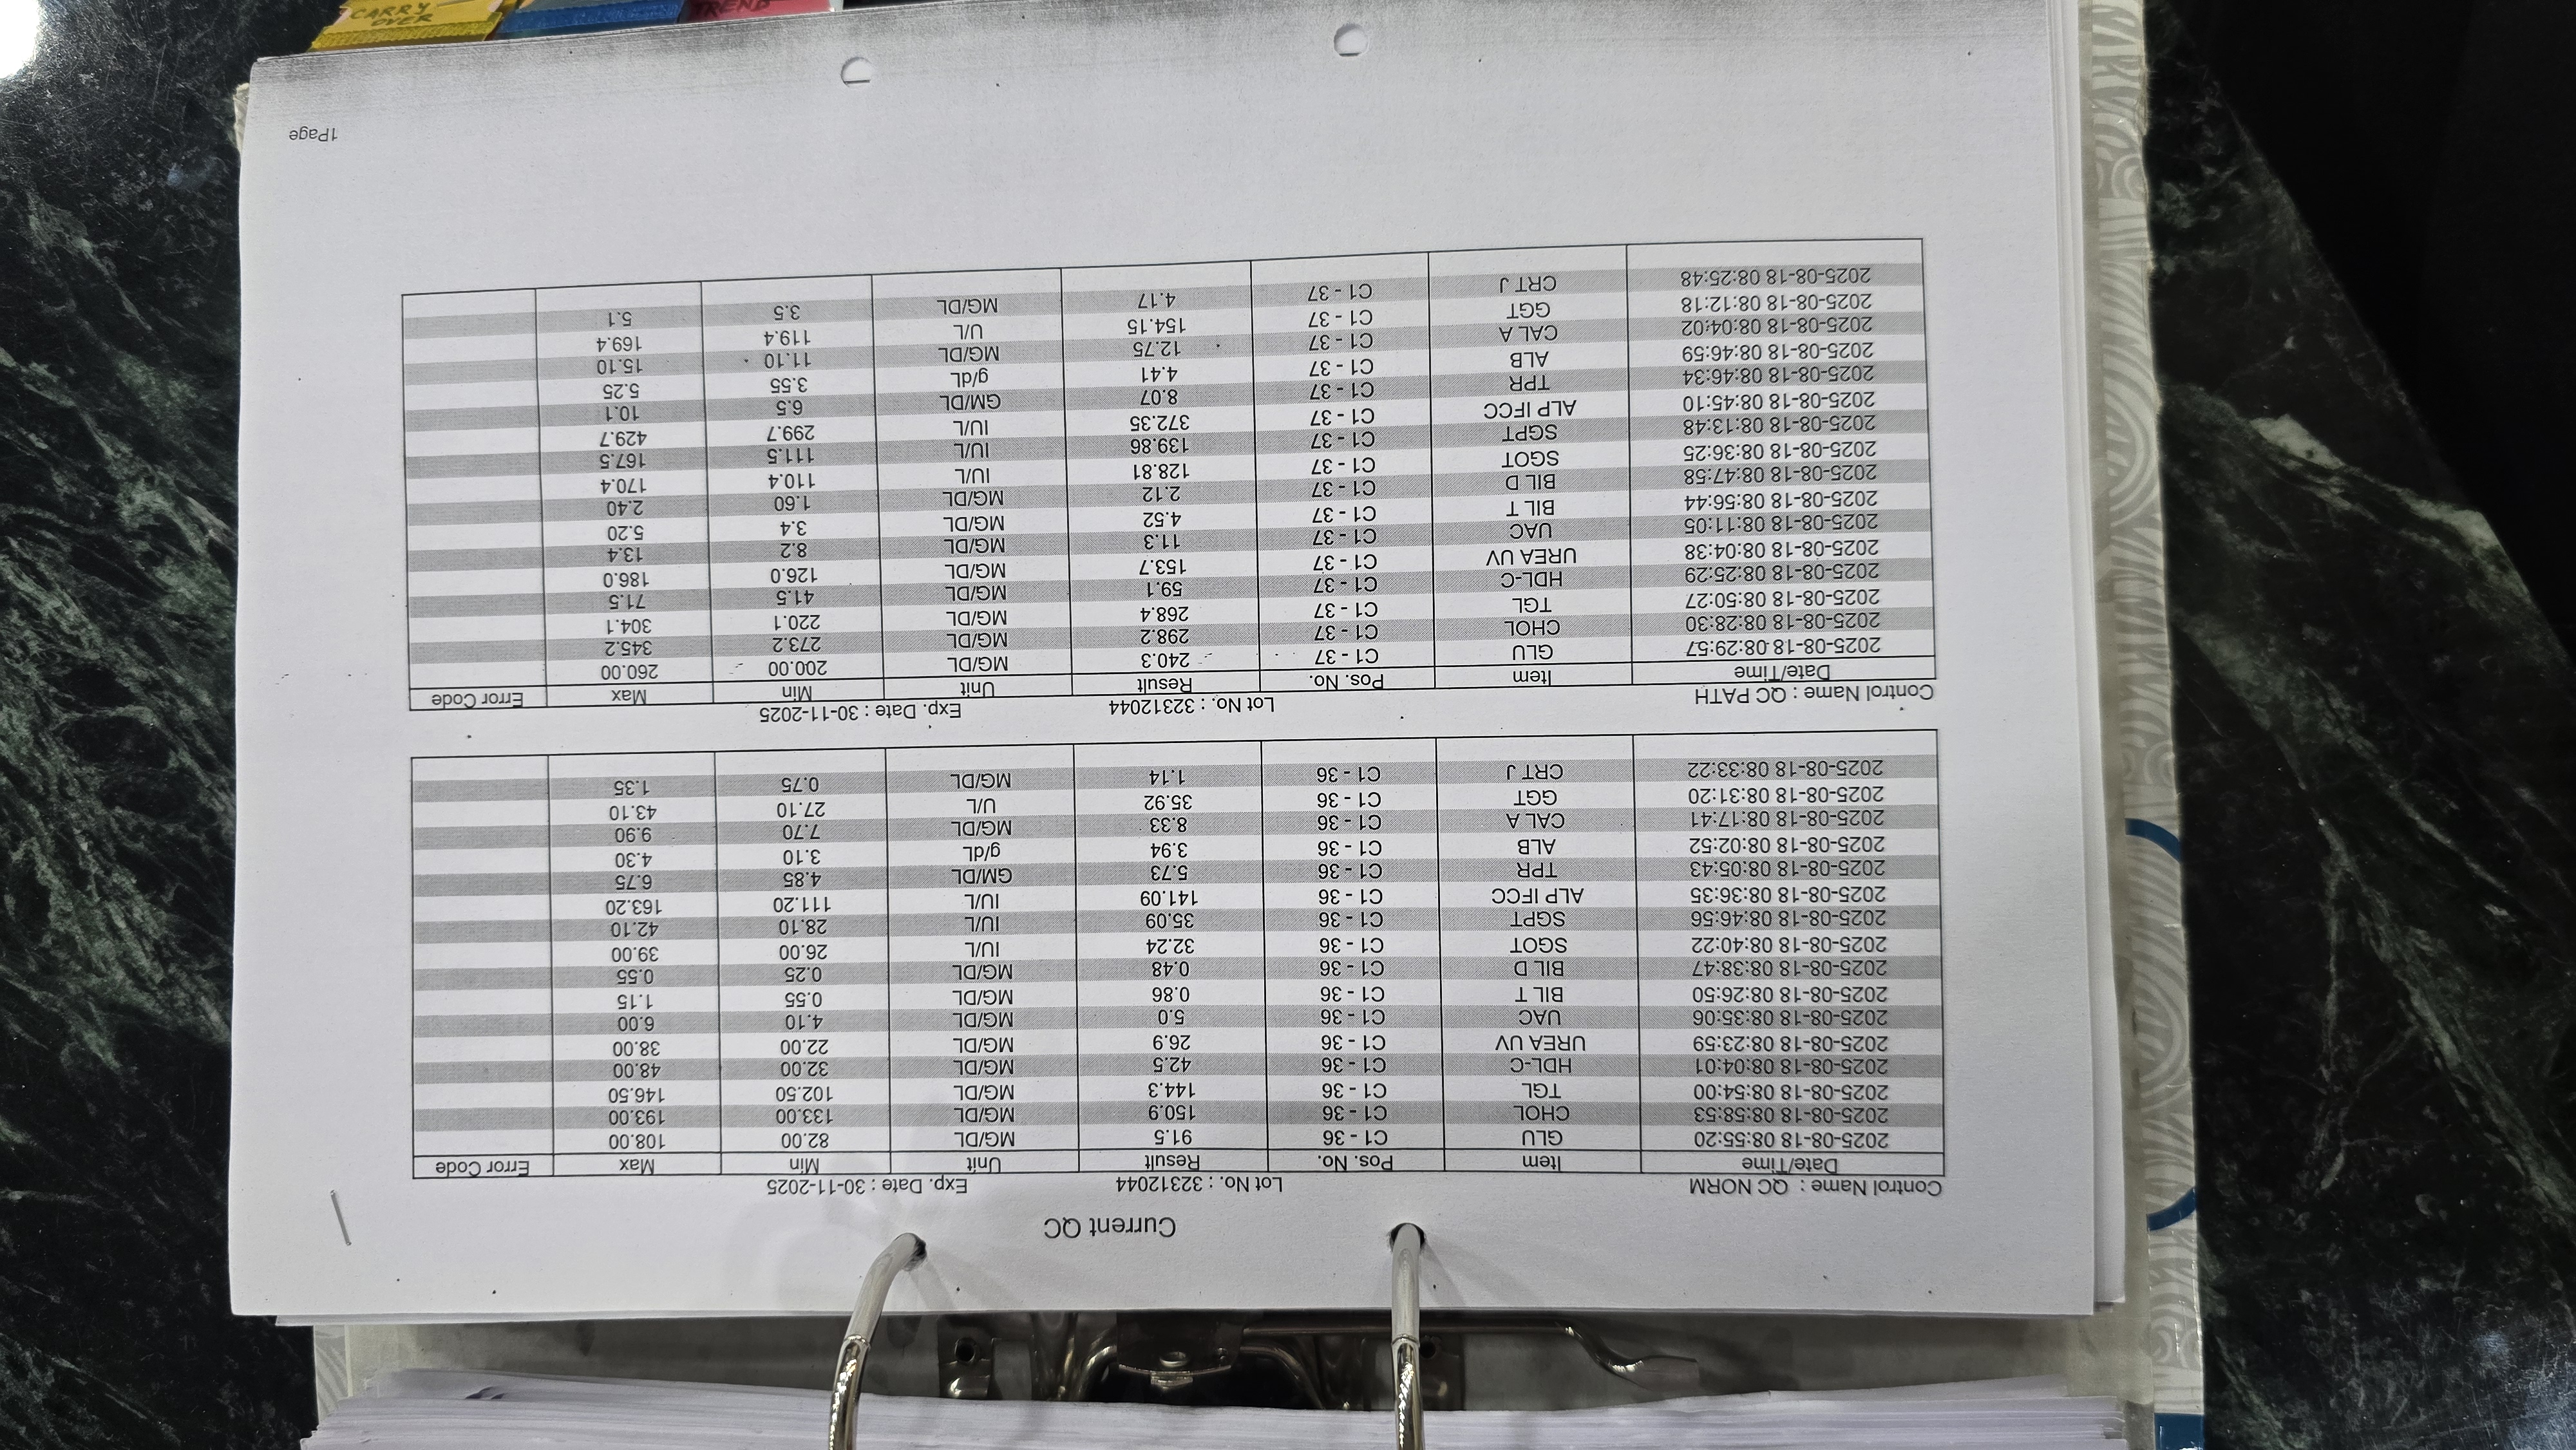 Current QC
Control Name : QC NORM Lot No. : 32312044 Exp. Date : 30-11-2025
Date/Time Item Pos. No. Result Unit Min Max Error Code
2025-08-18 08:55:20 GLU C1 - 36 91.5 MG/DL 82.00 108.00
2025-08-18 08:58:53 CHOL C1 - 36 150.9 MG/DL 133.00 193.00
2025-08-18 08:54:00 TGL C1 - 36 144.3 MG/DL 102.50 146.50
2025-08-18 08:04:01 HDL-C C1 - 36 42.5 MG/DL 32.00 48.00
2025-08-18 08:23:59 UREA UV C1 - 36 26.9 MG/DL 22.00 38.00
2025-08-18 08:35:06 UAC C1 - 36 5.0 MG/DL 4.10 6.00
2025-08-18 08:26:50 BIL T C1 - 36 0.86 MG/DL 0.55 1.15
2025-08-18 08:38:47 BIL D C1 - 36 0.48 MG/DL 0.25 0.55
2025-08-18 08:40:22 SGOT C1 - 36 32.24 IU/L 26.00 39.00
2025-08-18 08:46:56 SGPT C1 - 36 35.09 IU/L 28.10 42.10
2025-08-18 08:36:35 ALP IFCC C1 - 36 141.09 IU/L 111.20 163.20
2025-08-18 08:05:43 TPR C1 - 36 5.73 GM/DL 4.85 6.75
2025-08-18 08:02:52 ALB C1 - 36 3.94 g/dL 3.10 4.30
2025-08-18 08:17:41 CAL A C1 - 36 8.33 MG/DL 7.70 9.90
2025-08-18 08:31:20 GGT C1 - 36 35.92 U/L 27.10 43.10
2025-08-18 08:33:22 CRT J C1 - 36 1.14 MG/DL 0.75 1.35
Control Name : QC PATH Lot No. : 32312044 Exp. Date : 30-11-2025
Date/Time Item Pos. No. Result Unit Min Max Error Code
2025-08-18 08:29:57 GLU C1 - 37 240.3 MG/DL 200.00 260.00
2025-08-18 08:28:30 CHOL C1 - 37 298.2 MG/DL 273.2 345.2
2025-08-18 08:50:27 TGL C1 - 37 268.4 MG/DL 220.1 304.1
2025-08-18 08:25:29 HDL-C C1 - 37 59.1 MG/DL 41.5 71.5
2025-08-18 08:04:38 UREA UV C1 - 37 153.7 MG/DL 126.0 186.0
2025-08-18 08:11:05 UAC C1 - 37 11.3 MG/DL 8.2 13.4
2025-08-18 08:56:44 BIL T C1 - 37 4.52 MG/DL 3.4 5.20
2025-08-18 08:47:58 BIL D C1 - 37 2.12 MG/DL 1.60 2.40
2025-08-18 08:36:25 SGOT C1 - 37 128.81 IU/L 110.4 170.4
2025-08-18 08:13:48 SGPT C1 - 37 139.86 IU/L 111.5 167.5
2025-08-18 08:45:10 ALP IFCC C1 - 37 372.35 IU/L 299.7 429.7
2025-08-18 08:46:34 TPR C1 - 37 8.07 GM/DL 6.5 10.1
2025-08-18 08:46:59 ALB C1 - 37 4.41 g/dL 3.55 5.25
2025-08-18 08:04:02 CAL A C1 - 37 12.75 MG/DL 11.10 15.10
2025-08-18 08:12:18 GGT C1 - 37 154.15 U/L 119.4 169.4
2025-08-18 08:25:48 CRT J C1 - 37 4.17 MG/DL 3.5 5.1
1Page
CARRY